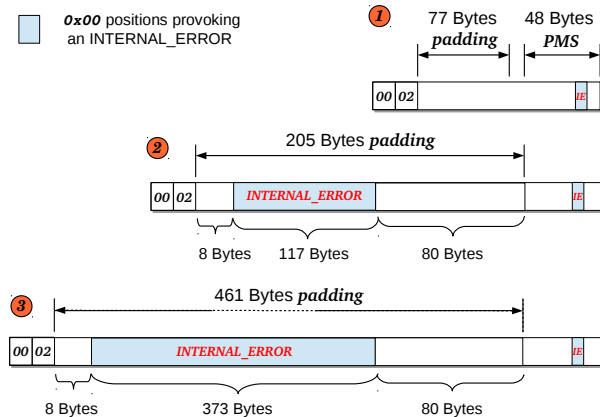 0x00 positions provoking
an INTERNAL_ERROR
1
77 Bytes
padding
48 Bytes
PMS
00 02
IE
2
205 Bytes padding
00 02
INTERNAL_ERROR
IE
8 Bytes
117 Bytes
80 Bytes
3
461 Bytes padding
00 02
INTERNAL_ERROR
IE
8 Bytes
373 Bytes
80 Bytes